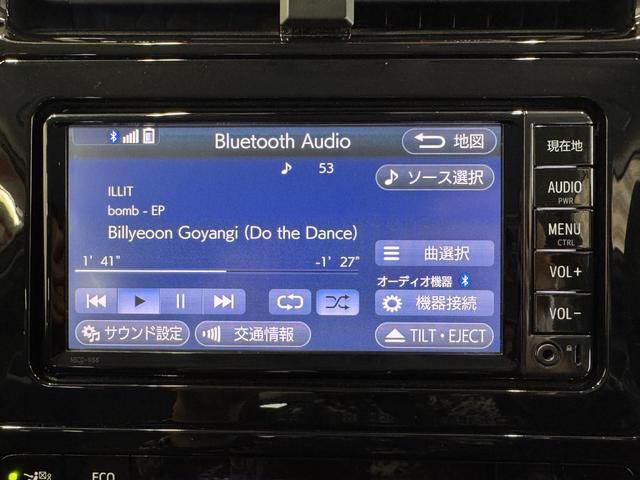 Bluetooth Audio
地図
現在地
53
ソース選択
ILLIT
AUDIO
PWR
bomb - EP
Billyeoon Goyangi (Do the Dance)
MENU
CTRL
曲選択
1' 41"
-1' 27"
VOL+
オーディオ機器
機器接続
VOL-
サウンド設定
交通情報
TILT・EJECT
ECO